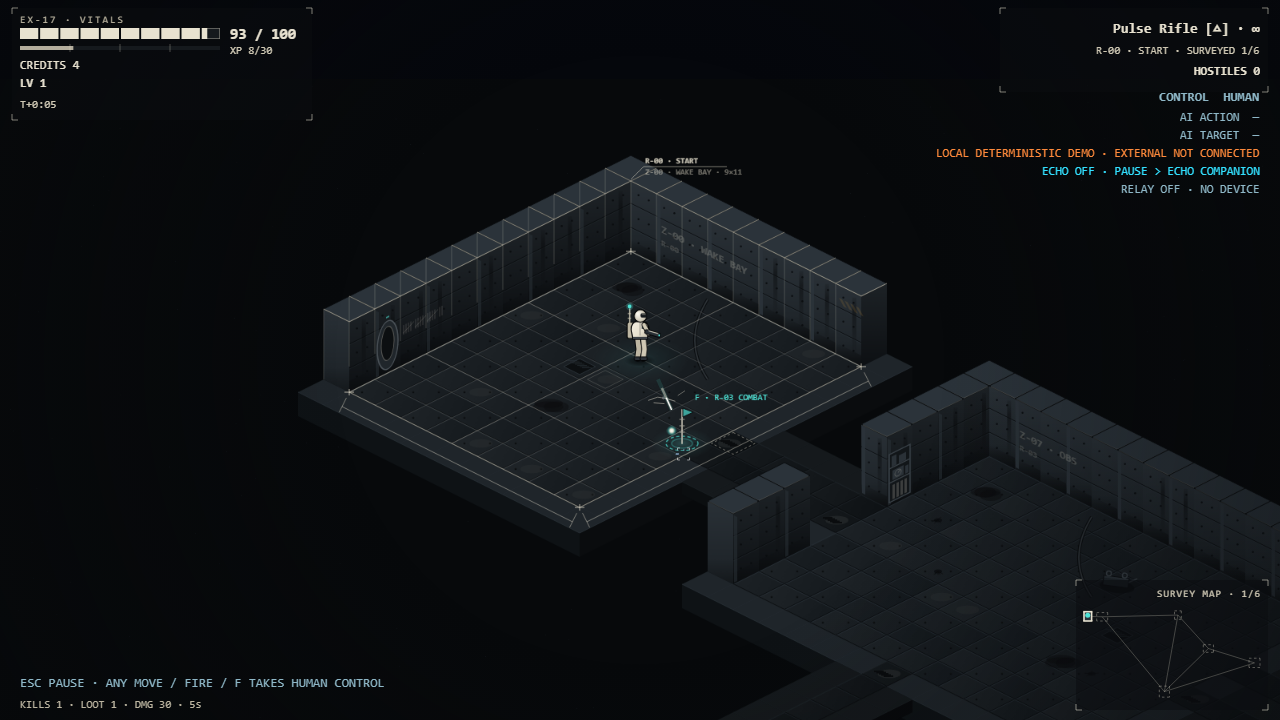 EX-17 · VITALS
93 / 100
XP 8/30
CREDITS 4
LV 1
T+0:05
Pulse Rifle [▲] · ∞
R-00 · START · SURVEYED 1/6
HOSTILES 0
CONTROL HUMAN
AI ACTION —
AI TARGET —
LOCAL DETERMINISTIC DEMO · EXTERNAL NOT CONNECTED
ECHO OFF · PAUSE > ECHO COMPANION
RELAY OFF · NO DEVICE
R-00 · START
Z-00 · WAKE BAY · 9×11
Z-00 · WAKE BAY
R-00
F · R-03 COMBAT
Z-07 · OBS
SURVEY MAP · 1/6
ESC PAUSE · ANY MOVE / FIRE / F TAKES HUMAN CONTROL
KILLS 1 · LOOT 1 · DMG 30 · 5s